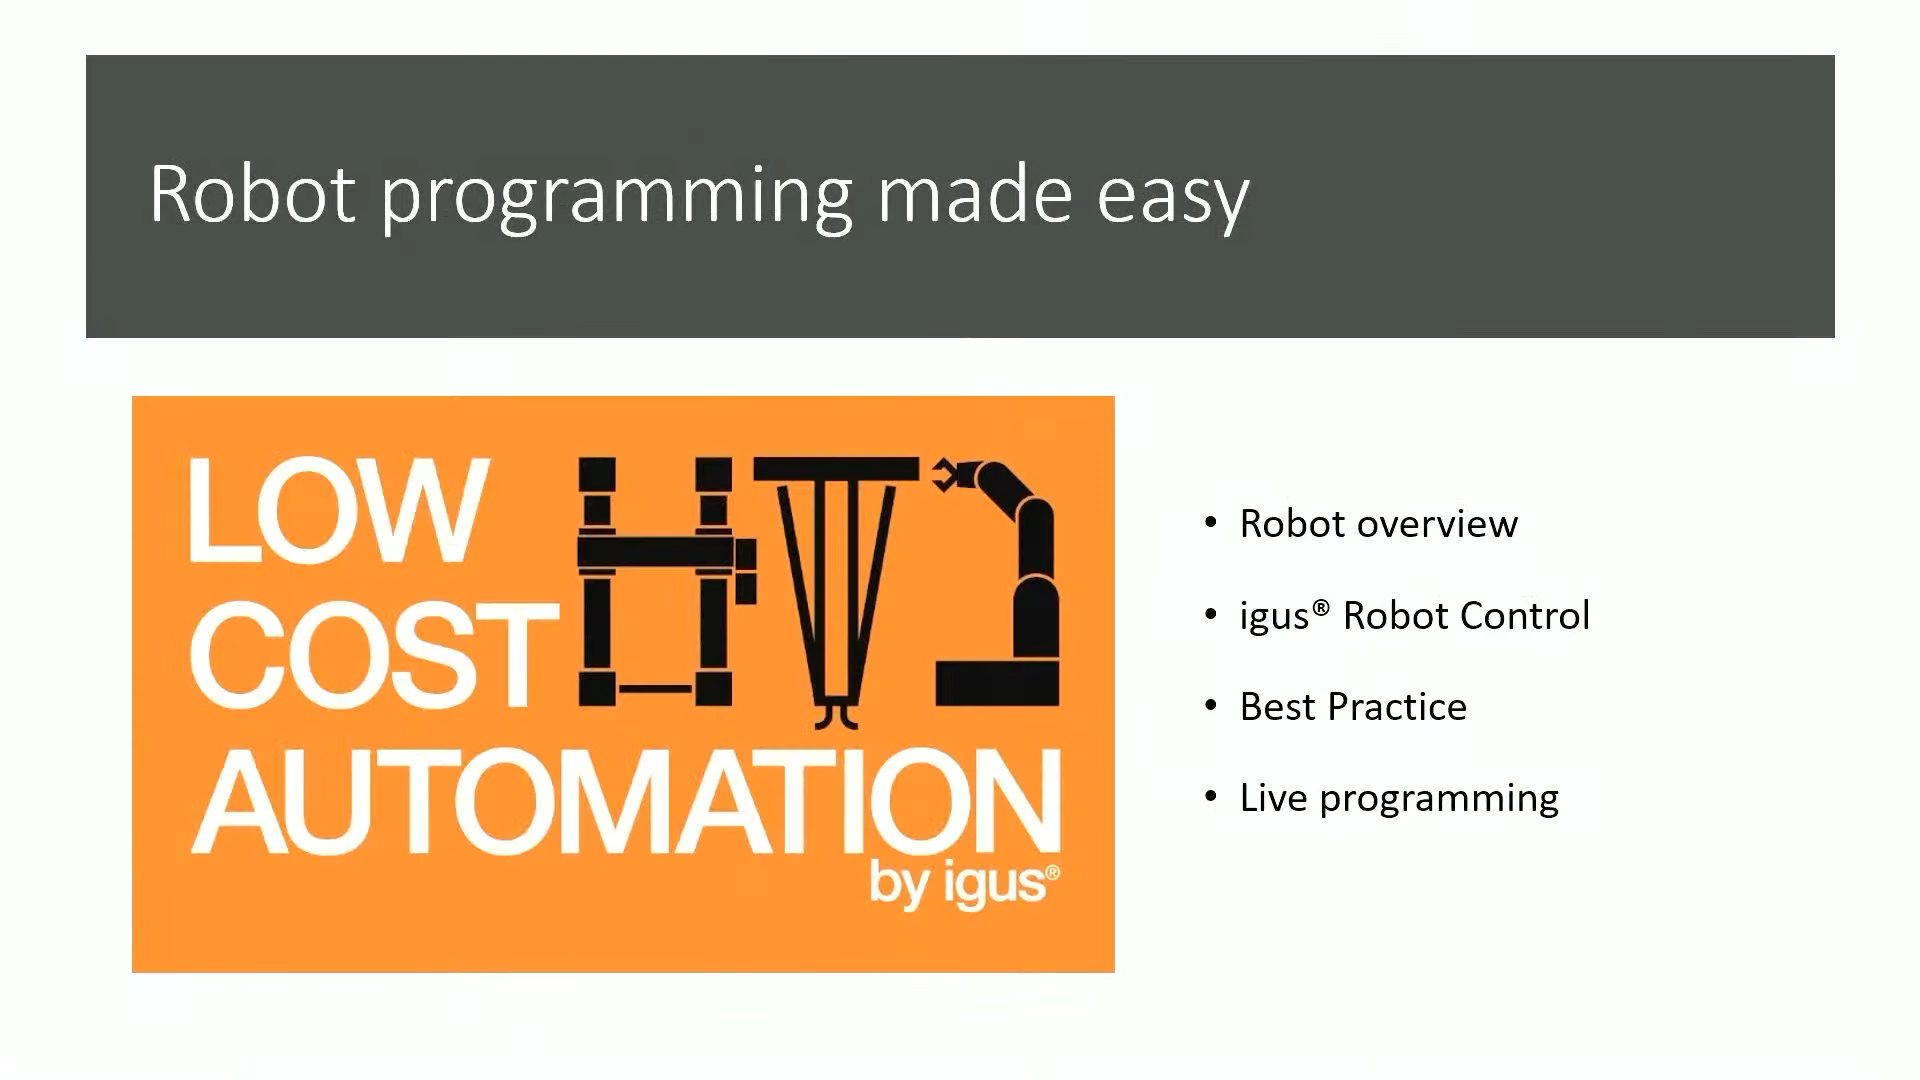 Robot programming made easy
LOW
COST
AUTOMATION
by igus®
• Robot overview
• igus® Robot Control
• Best Practice
• Live programming